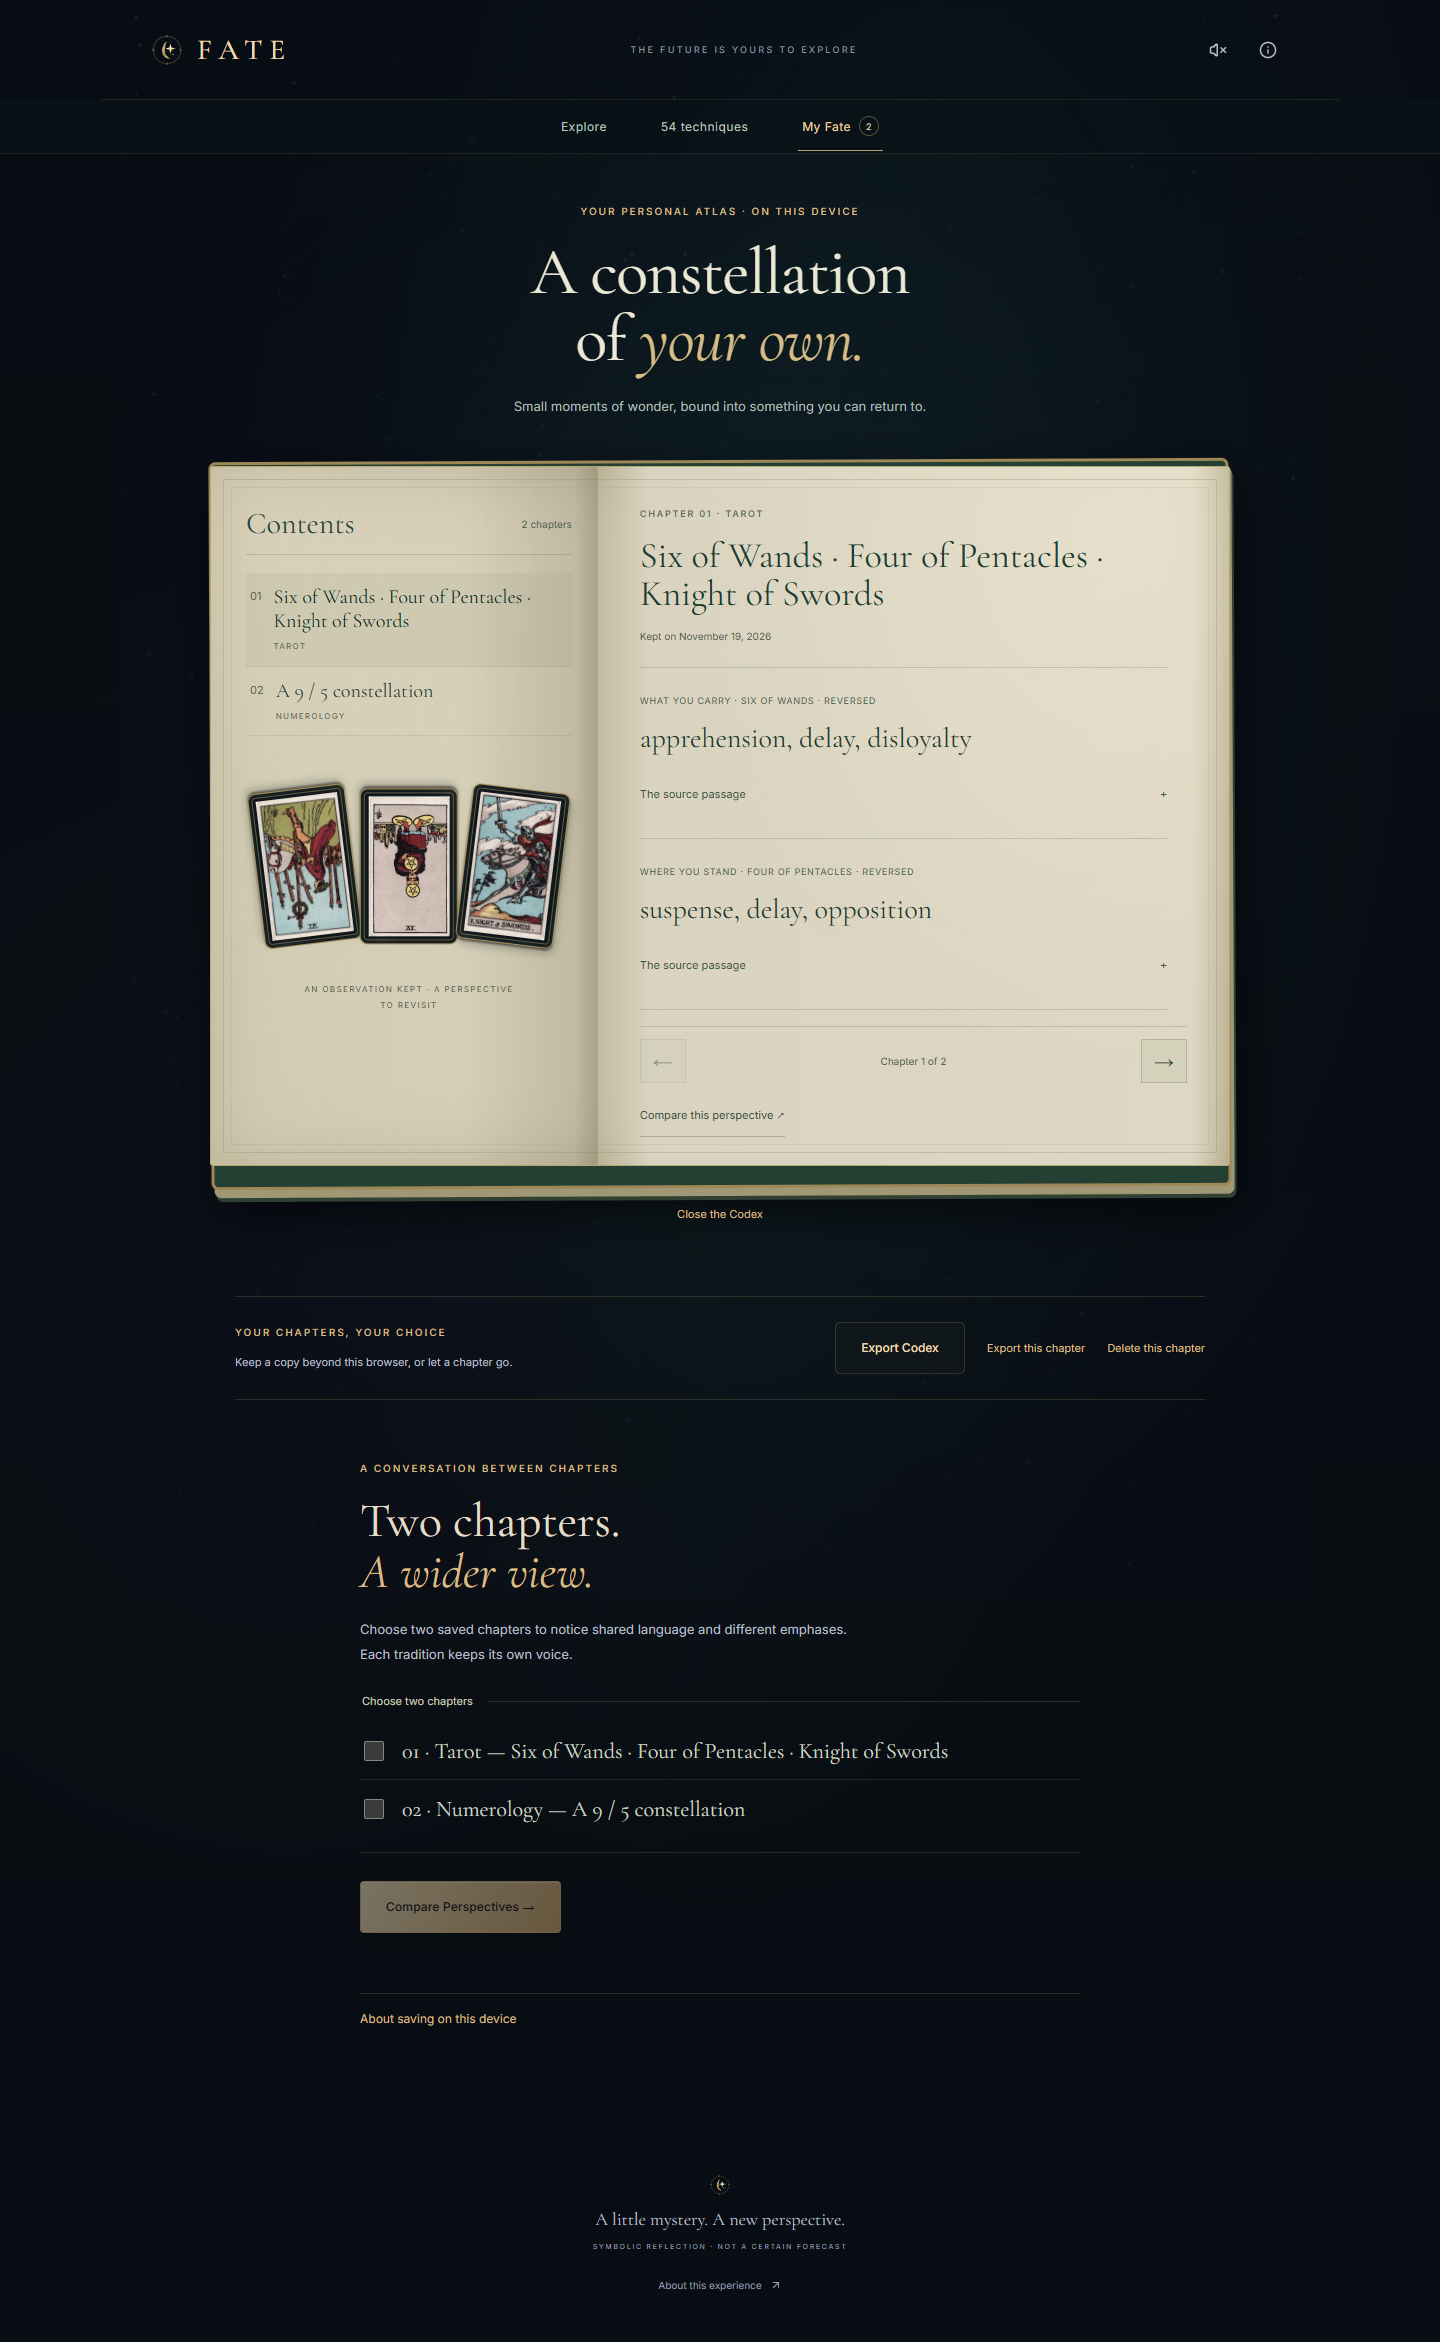 FATE
THE FUTURE IS YOURS TO EXPLORE
Explore
54 techniques
My Fate 2
YOUR PERSONAL ATLAS · ON THIS DEVICE
A constellation
of your own.
Small moments of wonder, bound into something you can return to.
Contents
2 chapters
01 Six of Wands · Four of Pentacles ·
Knight of Swords
TAROT
02 A 9 / 5 constellation
NUMEROLOGY
VI
IV
KNIGHT of SWORDS.
AN OBSERVATION KEPT · A PERSPECTIVE
TO REVISIT
CHAPTER 01 · TAROT
Six of Wands · Four of Pentacles ·
Knight of Swords
Kept on November 19, 2026
WHAT YOU CARRY · SIX OF WANDS · REVERSED
apprehension, delay, disloyalty
The source passage +
WHERE YOU STAND · FOUR OF PENTACLES · REVERSED
suspense, delay, opposition
The source passage +
← Chapter 1 of 2 →
Compare this perspective ↗
Close the Codex
YOUR CHAPTERS, YOUR CHOICE
Keep a copy beyond this browser, or let a chapter go.
Export Codex
Export this chapter
Delete this chapter
A CONVERSATION BETWEEN CHAPTERS
Two chapters.
A wider view.
Choose two saved chapters to notice shared language and different emphases.
Each tradition keeps its own voice.
Choose two chapters
01 · Tarot — Six of Wands · Four of Pentacles · Knight of Swords
02 · Numerology — A 9 / 5 constellation
Compare Perspectives →
About saving on this device
A little mystery. A new perspective.
SYMBOLIC REFLECTION · NOT A CERTAIN FORECAST
About this experience ↗